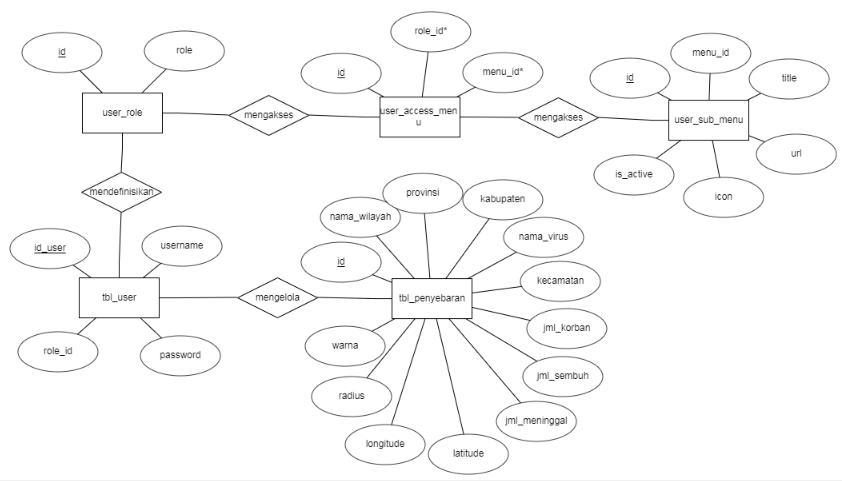 role_id*
id
role
menu_id
id
menu_id*
id
title
user_role
mengakses
user_access_men
u
mengakses
user_sub_menu
url
is_active
icon
mendefinisikan
provinsi
kabupaten
nama_wilayah
nama_virus
id_user
username
id
kecamatan
tbl_user
mengelola
tbl_penyebaran
jml_korban
role_id
password
warna
jml_sembuh
radius
jml_meninggal
longitude
latitude